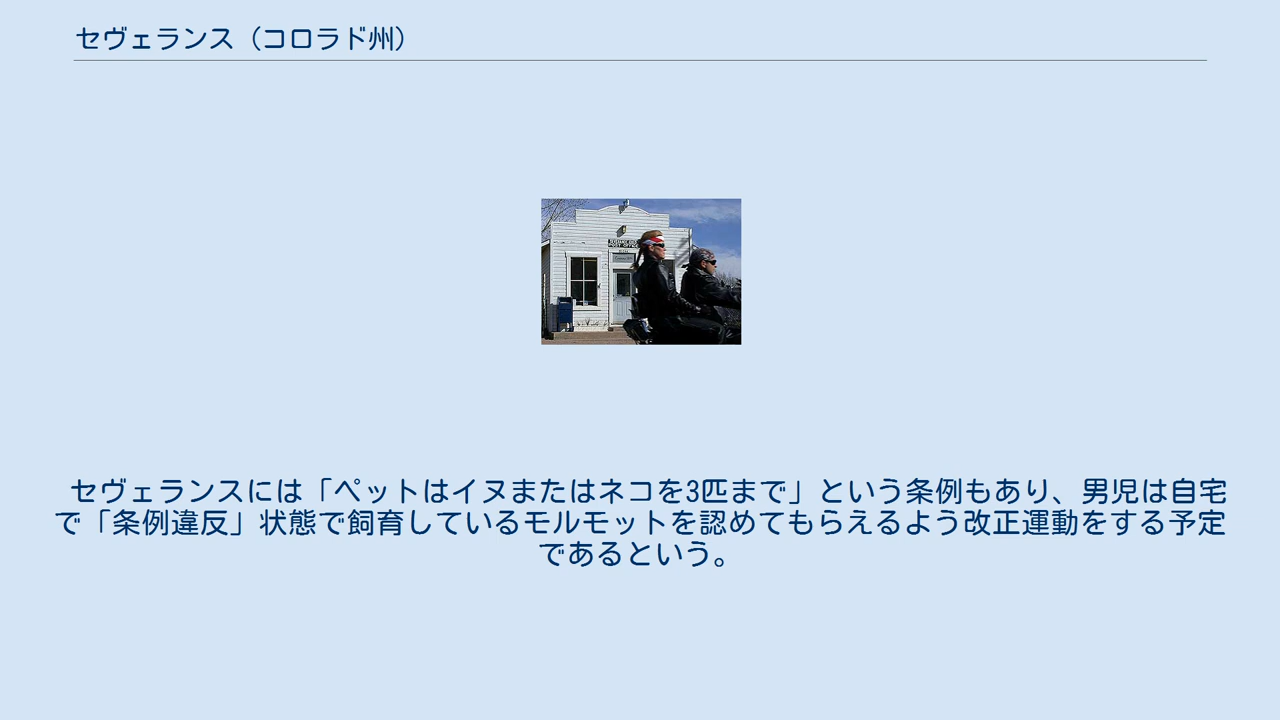 セヴェランス（コロラド州）
セヴェランスには「ペットはイヌまたはネコを3匹まで」という条例もあり、男児は自宅
で「条例違反」状態で飼育しているモルモットを認めてもらえるよう改正運動をする予定
であるという。